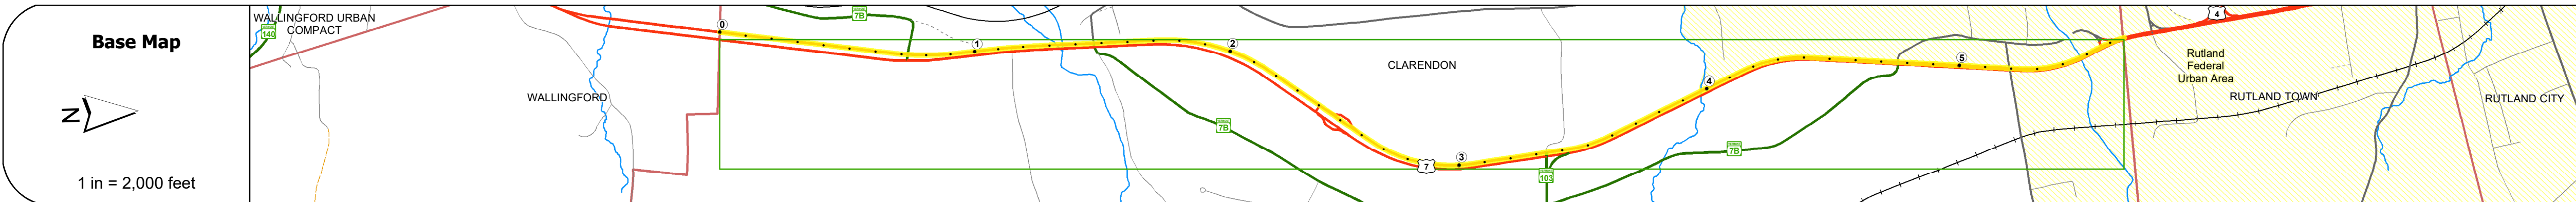 Base Map
N
1 in = 2,000 feet
WALLINGFORD URBAN
COMPACT
140
WALLINGFORD
0
7B
1
2
7B
CLARENDON
7
3
103
4
7B
5
4
Rutland
Federal
Urban Area
RUTLAND TOWN
RUTLAND CITY